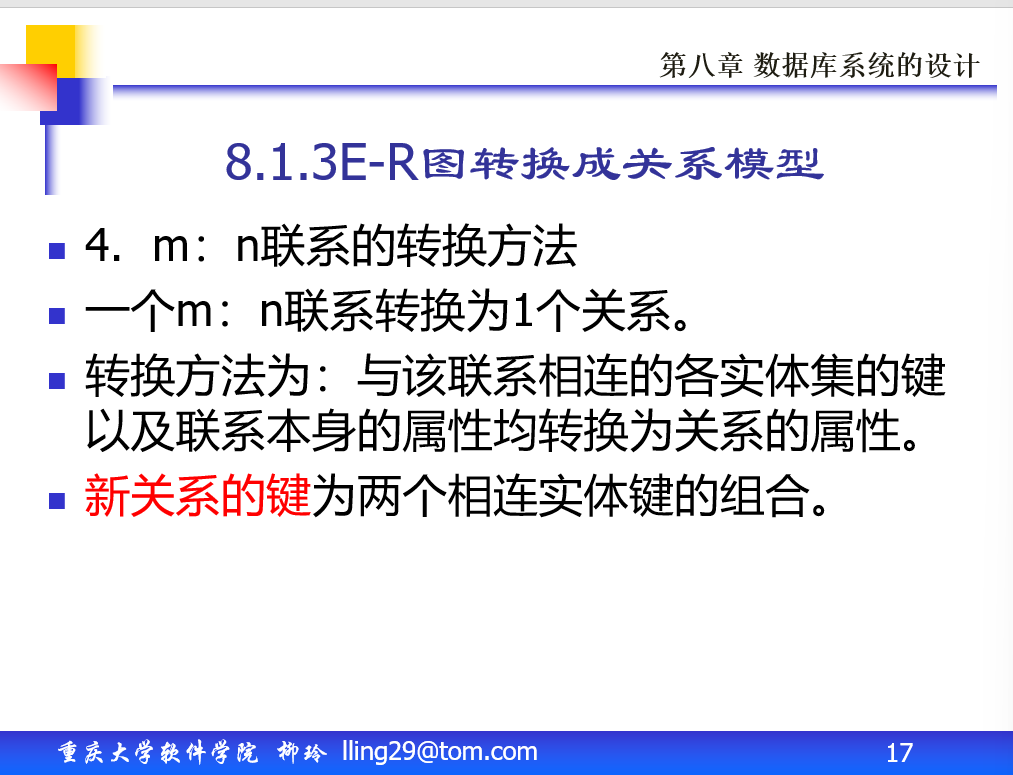 第八章 数据库系统的设计
8.1.3E-R图转换成关系模型
4. m：n联系的转换方法
一个m：n联系转换为1个关系。
转换方法为：与该联系相连的各实体集的键
以及联系本身的属性均转换为关系的属性。
新关系的键为两个相连实体键的组合。
重庆大学软件学院 柳玲 lling29@tom.com
17